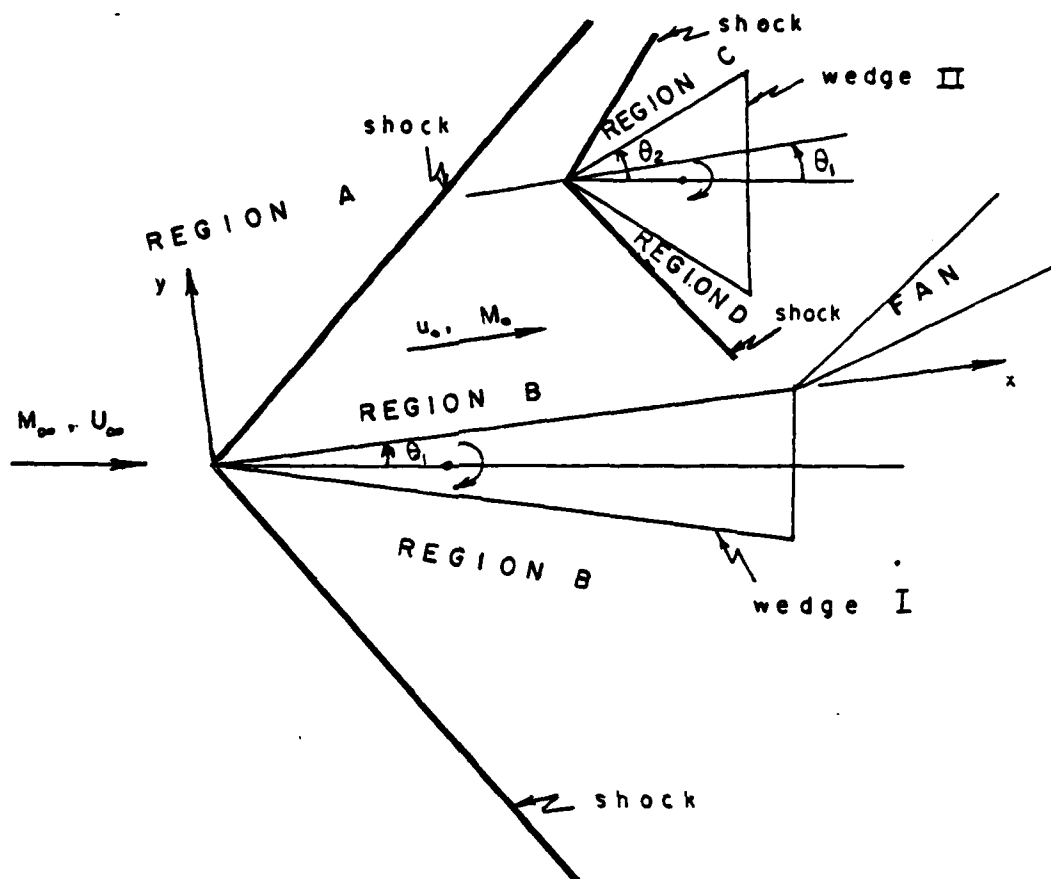 shock
REGION C
wedge II
shock
θ₂
θ₁
REGION A
y
REGION D
FAN
shock
u₀, M₀
x
REGION B
M∞, U∞
θ₁
REGION B
wedge I
shock